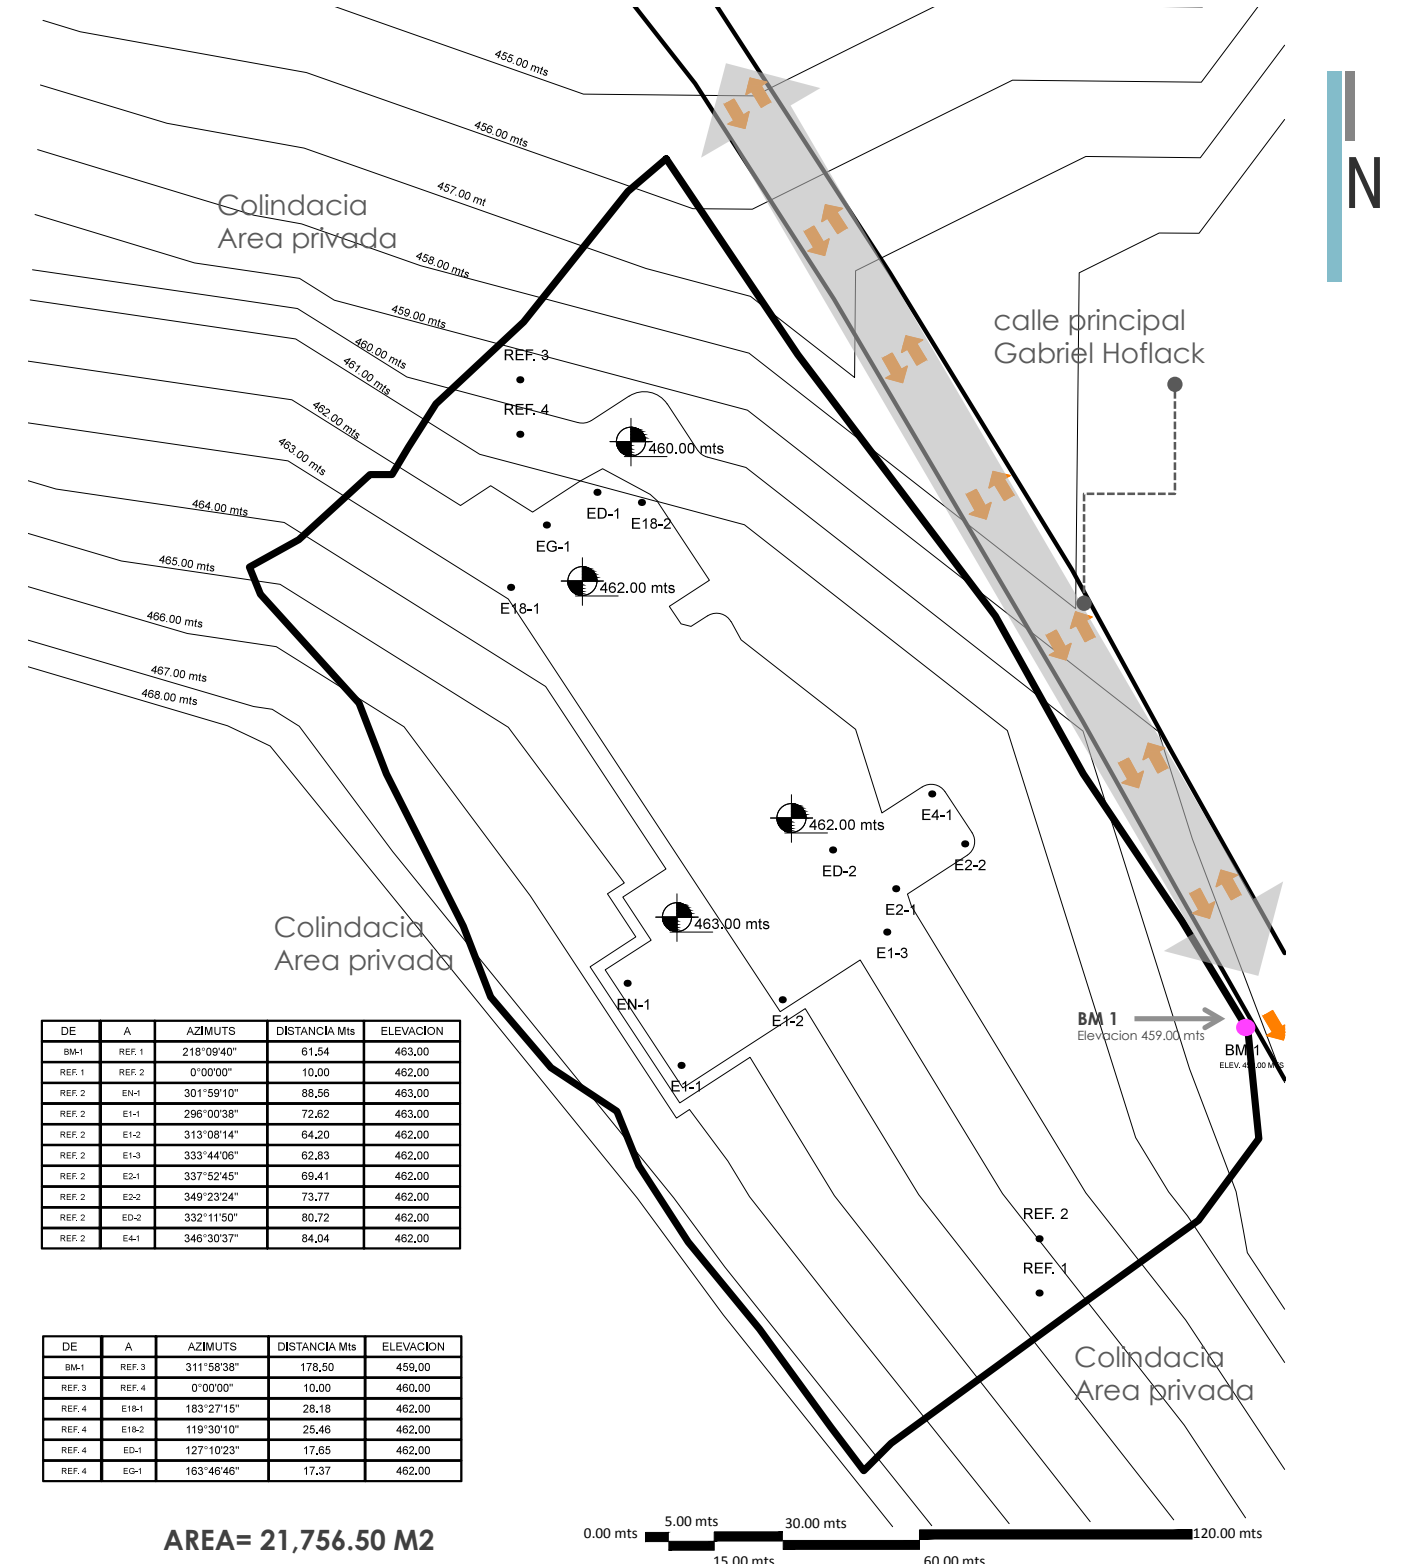 455.00 mts
456.00 mts
457.00 mt
458.00 mts
459.00 mts
460.00 mts
461.00 mts
462.00 mts
463.00 mts
464.00 mts
465.00 mts
466.00 mts
467.00 mts
468.00 mts
N
Colindacia
Area privada
calle principal
Gabriel Hoflack
REF. 3
REF. 4
460.00 mts
ED-1
E18-2
EG-1
462.00 mts
E18-1
462.00 mts
E4-1
ED-2
E2-2
E2-1
463.00 mts
E1-3
Colindacia
Area privada
EN-1
E1-2
E1-1
BM 1
Elevacion 459.00 mts
BM-1
REF. 2
REF. 1
Colindacia
Area privada
DE A AZIMUTS DISTANCIA Mts ELEVACION
BM-1 REF. 1 218°09'40" 61.54 463.00
REF. 1 REF. 2 0°00'00" 10.00 462.00
REF. 2 EN-1 301°59'10" 88.56 463.00
REF. 2 E1-1 296°00'38" 72.62 463.00
REF. 2 E1-2 313°08'14" 64.20 462.00
REF. 2 E1-3 333°44'06" 62.83 462.00
REF. 2 E2-1 337°52'45" 69.41 462.00
REF. 2 E2-2 349°23'24" 73.77 462.00
REF. 2 ED-2 332°11'50" 80.72 462.00
REF. 2 E4-1 346°30'37" 84.04 462.00
DE A AZIMUTS DISTANCIA Mts ELEVACION
BM-1 REF. 3 311°58'38" 178.50 459.00
REF. 3 REF. 4 0°00'00" 10.00 460.00
REF. 4 E18-1 183°27'15" 28.18 462.00
REF. 4 E18-2 119°30'10" 25.46 462.00
REF. 4 ED-1 127°10'23" 17.65 462.00
REF. 4 EG-1 163°46'46" 17.37 462.00
AREA= 21,756.50 M2
0.00 mts
5.00 mts
15.00 mts
30.00 mts
60.00 mts
120.00 mts